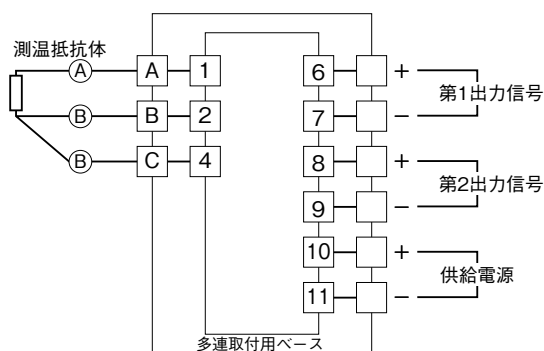 測温抵抗体
A A 1
B B 2
B C 4
6 +
7 −
第1出力信号
8 +
9 −
第2出力信号
10 +
11 −
供給電源
多連取付用ベース